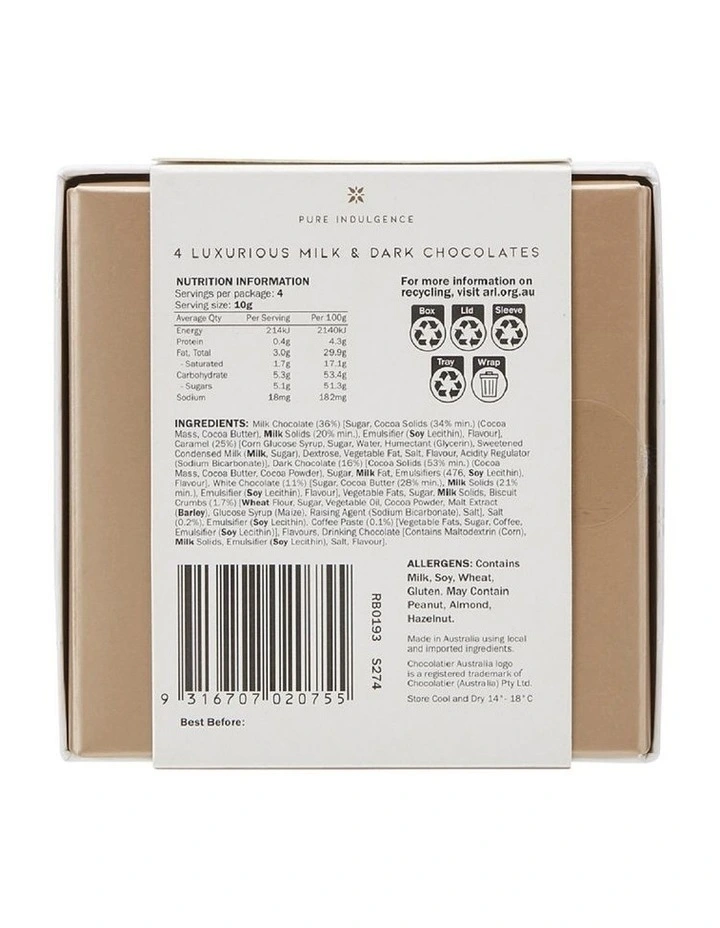 PURE INDULGENCE
4 LUXURIOUS MILK & DARK CHOCOLATES
NUTRITION INFORMATION
Servings per package: 4
Serving size: 10g
Average Qty Per Serving Per 100g
Energy 214kJ 2140kJ
Protein 0.4g 4.3g
Fat, Total 3.0g 29.9g
- Saturated 1.7g 17.1g
Carbohydrate 5.3g 53.4g
- Sugars 5.1g 51.3g
Sodium 18mg 182mg
For more information on
recycling, visit arl.org.au
Box Lid Sleeve
Tray Wrap
INGREDIENTS: Milk Chocolate (36%) [Sugar, Cocoa Solids (34% min.) (Cocoa
Mass, Cocoa Butter), Milk Solids (20% min.), Emulsifier (Soy Lecithin), Flavour],
Caramel (25%) [Corn Glucose Syrup, Sugar, Water, Humectant (Glycerin), Sweetened
Condensed Milk (Milk, Sugar), Dextrose, Vegetable Fat, Salt, Flavour, Acidity Regulator
(Sodium Bicarbonate)], Dark Chocolate (16%) [Cocoa Solids (53% min.) (Cocoa
Mass, Cocoa Butter, Cocoa Powder), Sugar, Milk Fat, Emulsifiers (476, Soy Lecithin),
Flavour], White Chocolate (11%) [Sugar, Cocoa Butter (28% min.), Milk Solids (21%
min.), Emulsifier (Soy Lecithin), Flavour], Vegetable Fats, Sugar, Milk Solids, Biscuit
Crumbs (1.7%) [Wheat Flour, Sugar, Vegetable Oil, Cocoa Powder, Malt Extract
(Barley), Glucose Syrup (Maize), Raising Agent (Sodium Bicarbonate), Salt], Salt
(0.2%), Emulsifier (Soy Lecithin), Coffee Paste (0.1%) [Vegetable Fats, Sugar, Coffee,
Emulsifier (Soy Lecithin)], Flavours, Drinking Chocolate [Contains Maltodextrin (Corn),
Milk Solids, Emulsifier (Soy Lecithin), Salt, Flavour].
ALLERGENS: Contains
Milk, Soy, Wheat,
Gluten. May Contain
Peanut, Almond,
Hazelnut.
Made in Australia using local
and imported ingredients.
Chocolatier Australia logo
is a registered trademark of
Chocolatier (Australia) Pty Ltd.
Store Cool and Dry 14°- 18°C
RB0193 S274
9 316707 020755
Best Before: